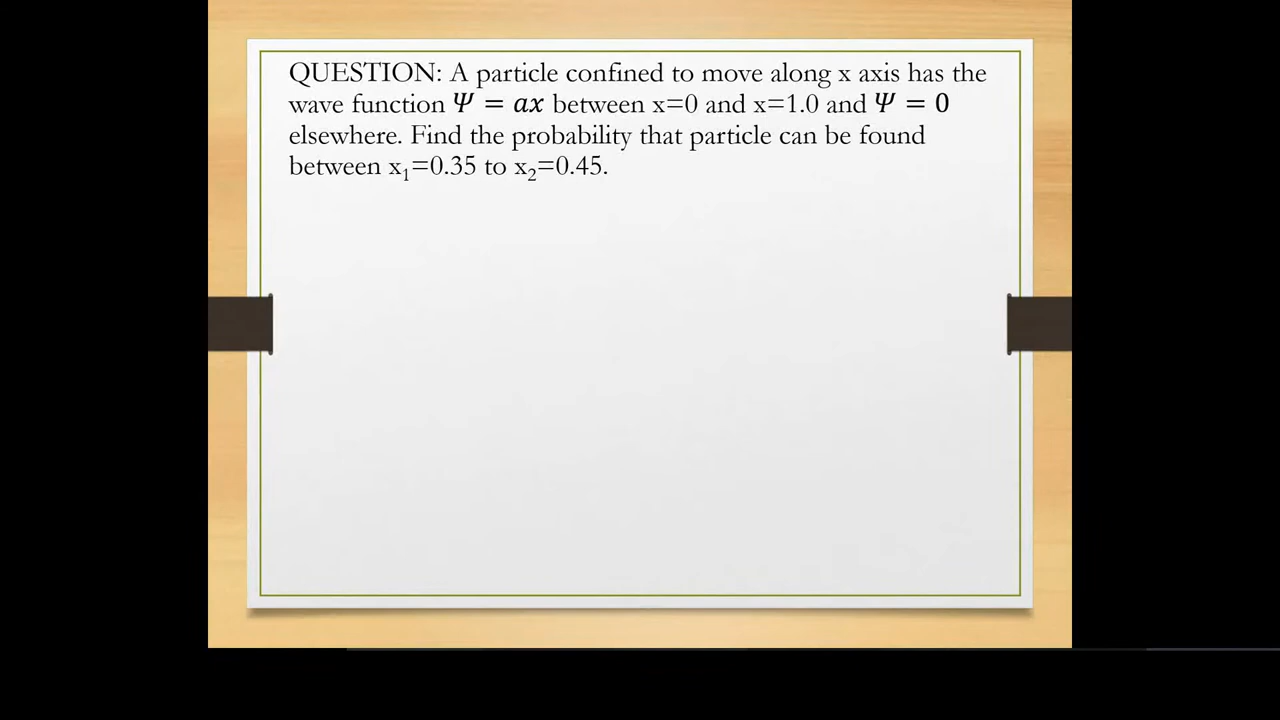 QUESTION: A particle confined to move along x axis has the
wave function 𝜳 = 𝒂𝒙 between x=0 and x=1.0 and 𝜳 = 𝟎
elsewhere. Find the probability that particle can be found
between x₁=0.35 to x₂=0.45.